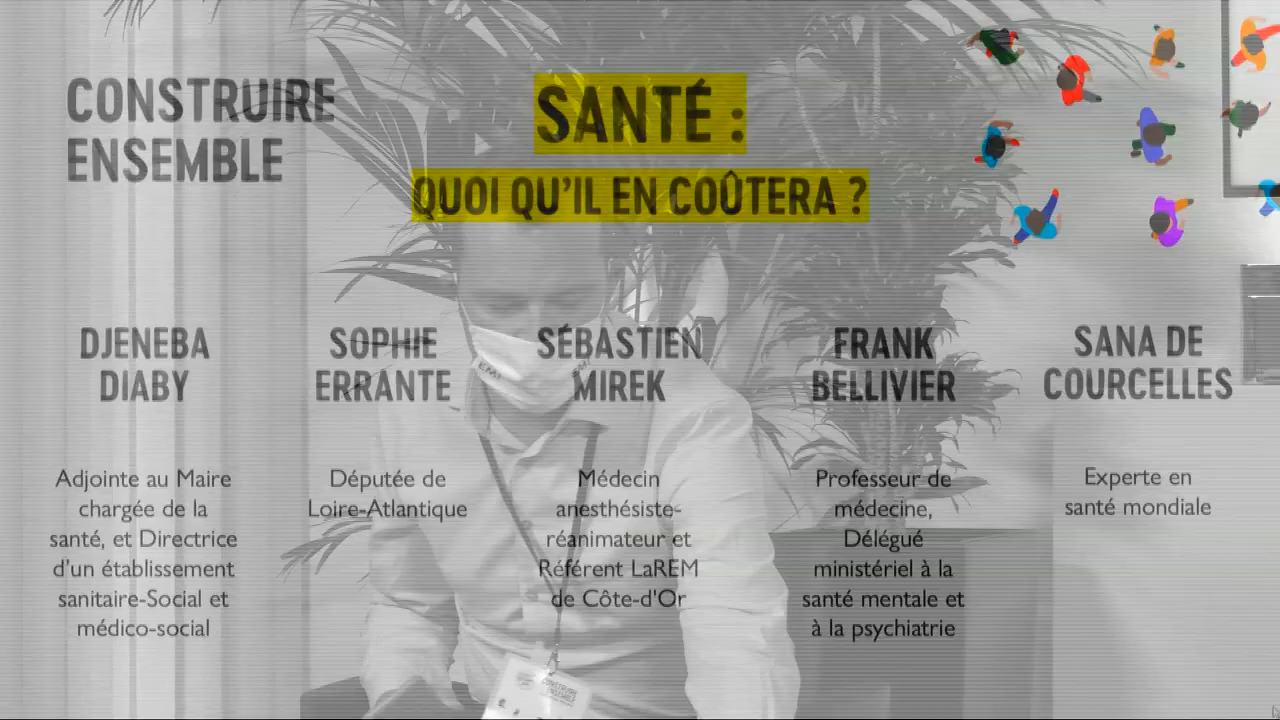 CONSTRUIRE
ENSEMBLE
SANTÉ :
QUOI QU'IL EN COÛTERA ?
DJENEBA
DIABY
Adjointe au Maire
chargée de la
santé, et Directrice
d'un établissement
sanitaire-Social et
médico-social
SOPHIE
ERRANTE
Députée de
Loire-Atlantique
SÉBASTIEN
MIREK
Médecin
anesthésiste-
réanimateur et
Référent LaREM
de Côte-d'Or
FRANK
BELLIVIER
Professeur de
médecine,
Délégué
ministériel à la
santé mentale et
à la psychiatrie
SANA DE
COURCELLES
Experte en
santé mondiale
CONSTRUIRE
ENSEMBLE